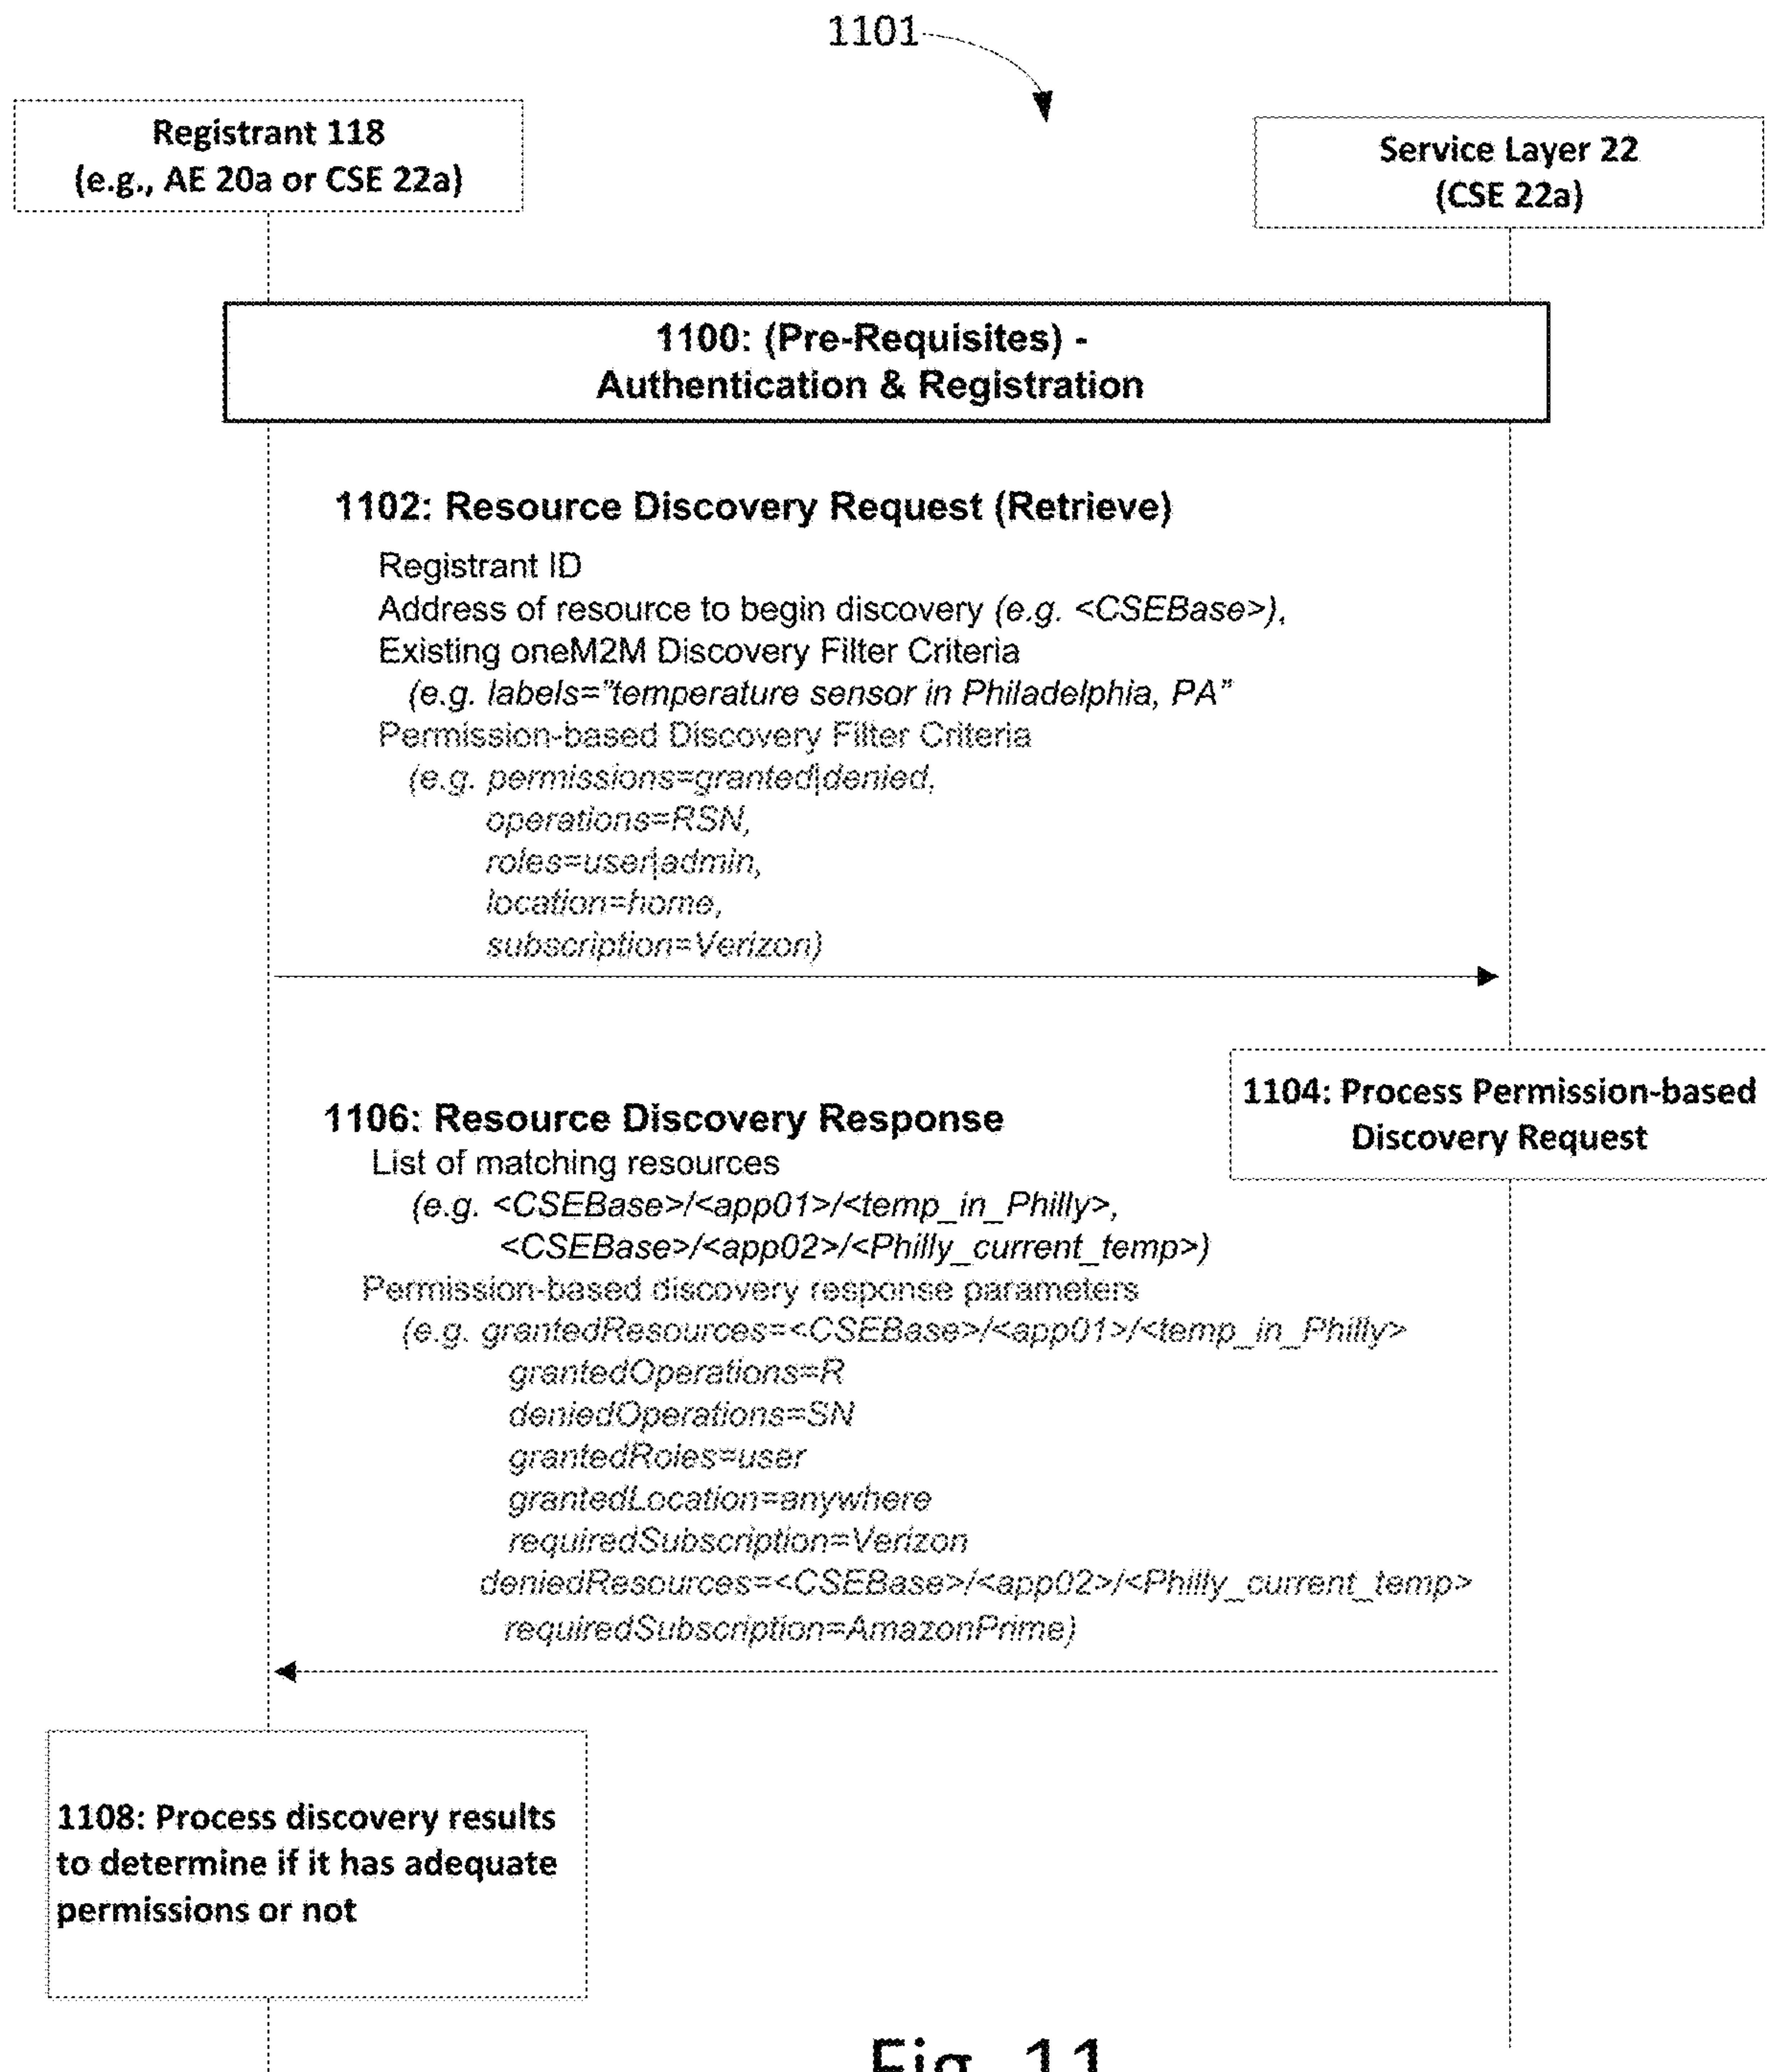 1101
Registrant 118
(e.g., AE 20a or CSE 22a)
Service Layer 22
(CSE 22a)
1100: (Pre-Requisites) -
Authentication & Registration
1102: Resource Discovery Request (Retrieve)
Registrant ID
Address of resource to begin discovery (e.g. <CSEBase>),
Existing oneM2M Discovery Filter Criteria
(e.g. labels="temperature sensor in Philadelphia, PA"
Permission-based Discovery Filter Criteria
(e.g. permissions=granted|denied,
operations=RSN,
roles=user|admin,
location=home,
subscription=Verizon)
1104: Process Permission-based
Discovery Request
1106: Resource Discovery Response
List of matching resources
(e.g. <CSEBase>/<app01>/<temp_in_Philly>,
<CSEBase>/<app02>/<Philly_current_temp>)
Permission-based discovery response parameters
(e.g. grantedResources=<CSEBase>/<app01>/<temp_in_Philly>
grantedOperations=R
deniedOperations=SN
grantedRoles=user
grantedLocation=anywhere
requiredSubscription=Verizon
deniedResources=<CSEBase>/<app02>/<Philly_current_temp>
requiredSubscription=AmazonPrime)
1108: Process discovery results
to determine if it has adequate
permissions or not
Fig. 11